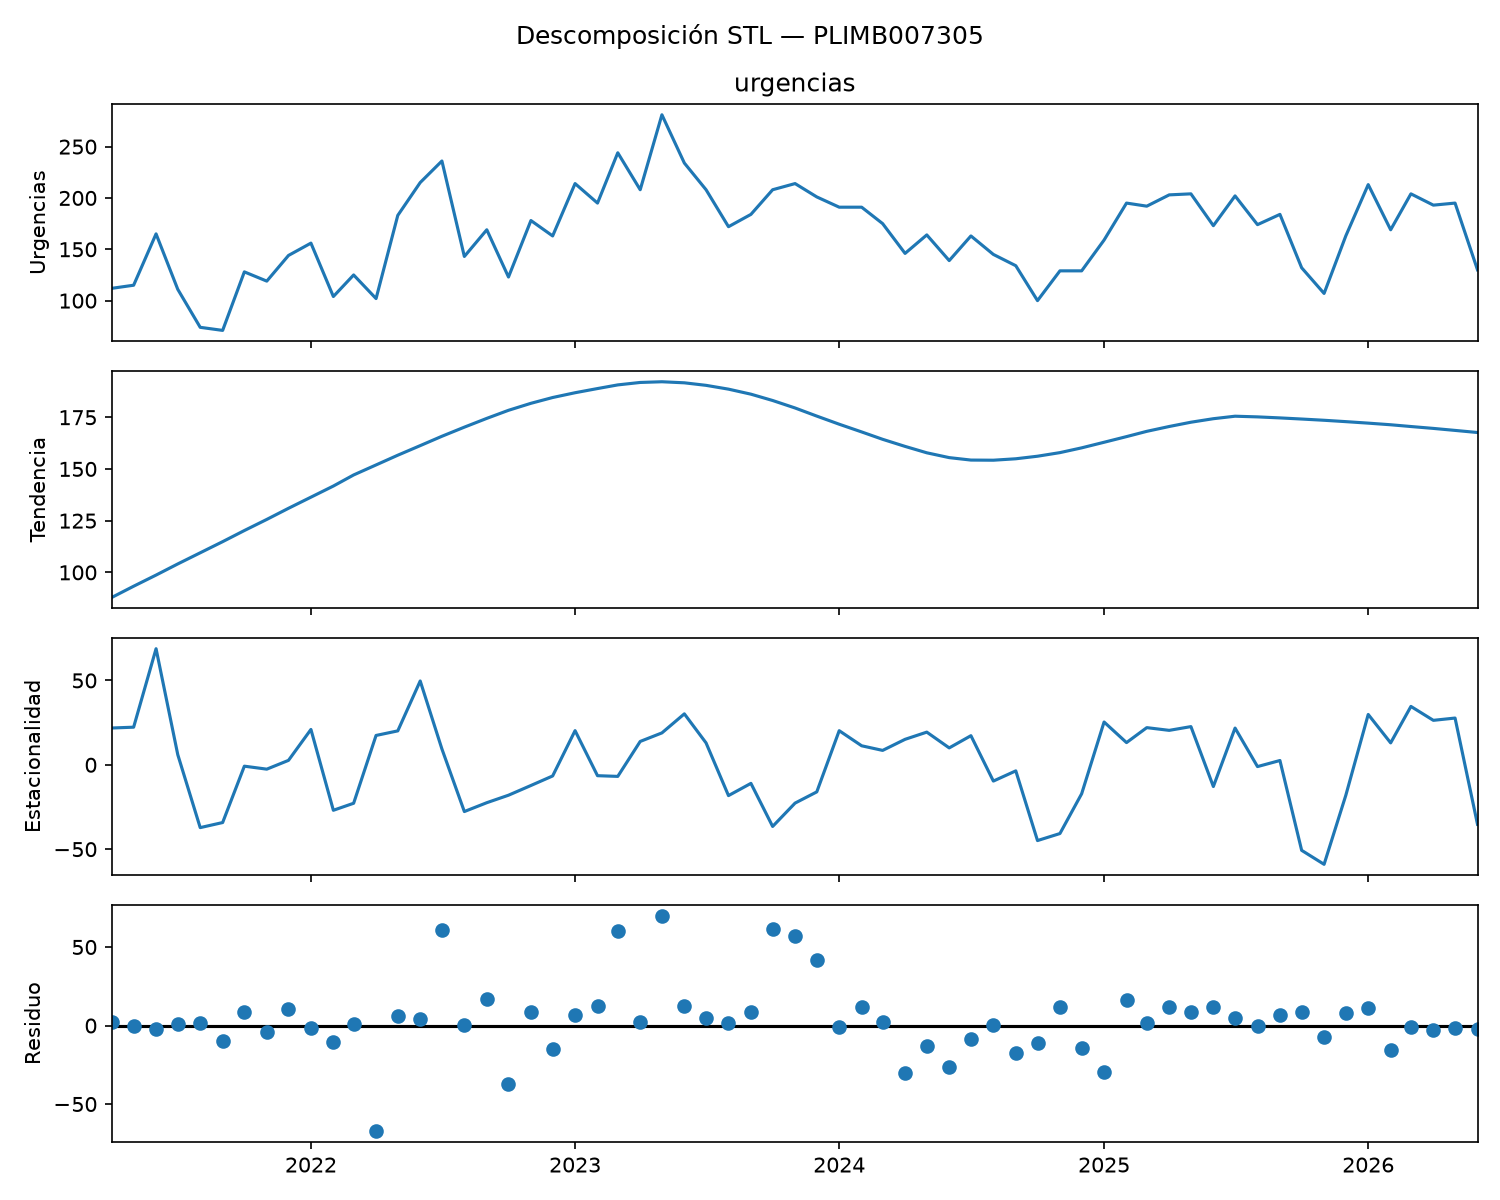 Descomposición STL — PLIMB007305
urgencias
Urgencias
250
200
150
100
Tendencia
175
150
125
100
Estacionalidad
50
0
−50
Residuo
50
0
−50
2022 2023 2024 2025 2026